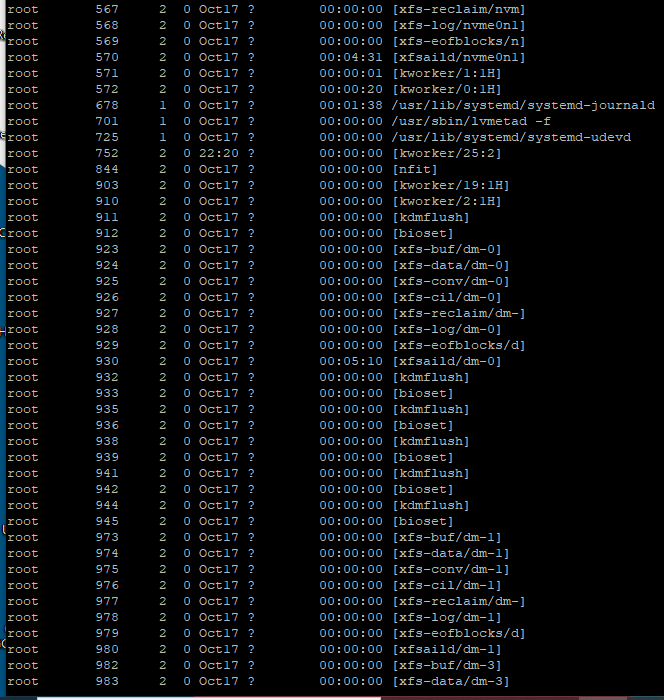 root 567 2 0 Oct17 ? 00:00:00 [xfs-reclaim/nvm]
root 568 2 0 Oct17 ? 00:00:00 [xfs-log/nvme0n1]
root 569 2 0 Oct17 ? 00:00:00 [xfs-eofblocks/n]
root 570 2 0 Oct17 ? 00:04:31 [xfsaild/nvme0n1]
root 571 2 0 Oct17 ? 00:00:01 [kworker/1:1H]
root 572 2 0 Oct17 ? 00:00:20 [kworker/0:1H]
root 678 1 0 Oct17 ? 00:01:38 /usr/lib/systemd/systemd-journald
root 701 1 0 Oct17 ? 00:00:00 /usr/sbin/lvmetad -f
root 725 1 0 Oct17 ? 00:00:00 /usr/lib/systemd/systemd-udevd
root 752 2 0 22:20 ? 00:00:00 [kworker/25:2]
root 844 2 0 Oct17 ? 00:00:00 [nfit]
root 903 2 0 Oct17 ? 00:00:00 [kworker/19:1H]
root 910 2 0 Oct17 ? 00:00:00 [kworker/2:1H]
root 911 2 0 Oct17 ? 00:00:00 [kdmflush]
root 912 2 0 Oct17 ? 00:00:00 [bioset]
root 923 2 0 Oct17 ? 00:00:00 [xfs-buf/dm-0]
root 924 2 0 Oct17 ? 00:00:00 [xfs-data/dm-0]
root 925 2 0 Oct17 ? 00:00:00 [xfs-conv/dm-0]
root 926 2 0 Oct17 ? 00:00:00 [xfs-cil/dm-0]
root 927 2 0 Oct17 ? 00:00:00 [xfs-reclaim/dm-]
root 928 2 0 Oct17 ? 00:00:00 [xfs-log/dm-0]
root 929 2 0 Oct17 ? 00:00:00 [xfs-eofblocks/d]
root 930 2 0 Oct17 ? 00:05:10 [xfsaild/dm-0]
root 932 2 0 Oct17 ? 00:00:00 [kdmflush]
root 933 2 0 Oct17 ? 00:00:00 [bioset]
root 935 2 0 Oct17 ? 00:00:00 [kdmflush]
root 936 2 0 Oct17 ? 00:00:00 [bioset]
root 938 2 0 Oct17 ? 00:00:00 [kdmflush]
root 939 2 0 Oct17 ? 00:00:00 [bioset]
root 941 2 0 Oct17 ? 00:00:00 [kdmflush]
root 942 2 0 Oct17 ? 00:00:00 [bioset]
root 944 2 0 Oct17 ? 00:00:00 [kdmflush]
root 945 2 0 Oct17 ? 00:00:00 [bioset]
root 973 2 0 Oct17 ? 00:00:00 [xfs-buf/dm-1]
root 974 2 0 Oct17 ? 00:00:00 [xfs-data/dm-1]
root 975 2 0 Oct17 ? 00:00:00 [xfs-conv/dm-1]
root 976 2 0 Oct17 ? 00:00:00 [xfs-cil/dm-1]
root 977 2 0 Oct17 ? 00:00:00 [xfs-reclaim/dm-]
root 978 2 0 Oct17 ? 00:00:00 [xfs-log/dm-1]
root 979 2 0 Oct17 ? 00:00:00 [xfs-eofblocks/d]
root 980 2 0 Oct17 ? 00:00:00 [xfsaild/dm-1]
root 982 2 0 Oct17 ? 00:00:00 [xfs-buf/dm-3]
root 983 2 0 Oct17 ? 00:00:00 [xfs-data/dm-3]